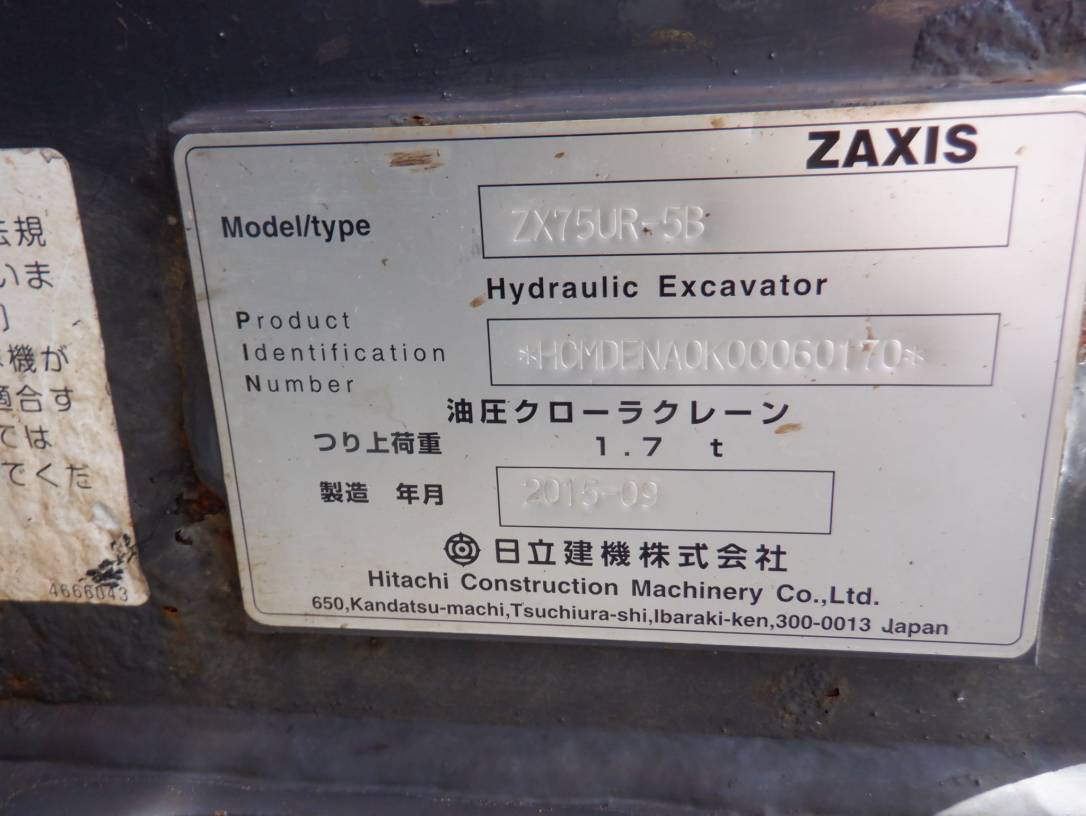 ZAXIS
Model/type ZX75UR-5B
Hydraulic Excavator
Product
Identification
Number
*HCMDENA0K00060170*
油圧クローラクレーン
つり上荷重 1.7 t
製造 年月 2015-09
日立建機株式会社
Hitachi Construction Machinery Co.,Ltd.
650,Kandatsu-machi,Tsuchiura-shi,Ibaraki-ken,300-0013 Japan
法規
いま
機が
適合す
ては
てくだ
4666043